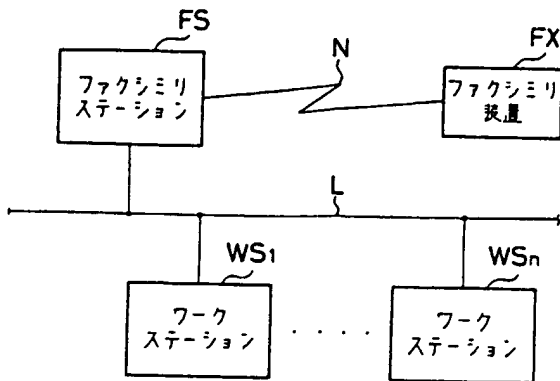 FS
N
FX
ファクシミリ
ステーション
ファクシミリ
装置
L
WS1
WSn
ワーク
ステーション
・・・・
ワーク
ステーション